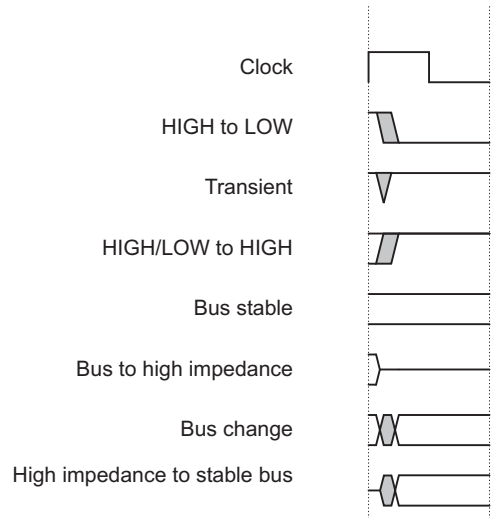 Clock
HIGH to LOW
Transient
HIGH/LOW to HIGH
Bus stable
Bus to high impedance
Bus change
High impedance to stable bus